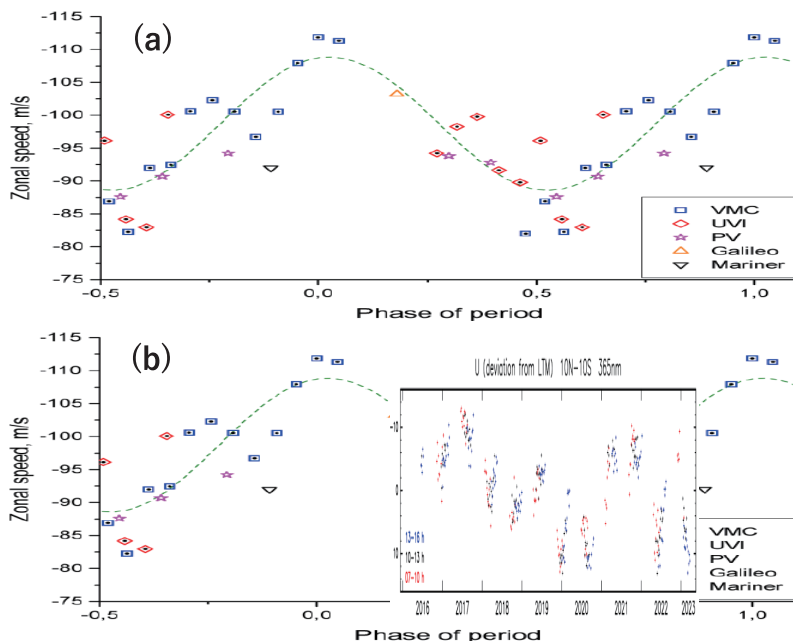 (a)
Zonal speed, m/s
-115
-110
-105
-100
-95
-90
-85
-80
-75
-0,5
0,0
0,5
1,0
Phase of period
VMC
UVI
PV
Galileo
Mariner
(b)
Zonal speed, m/s
-115
-110
-105
-100
-95
-90
-85
-80
-75
-0,5
0,0
0,5
1,0
Phase of period
U (deviation from LTM) 10N-10S 365nm
-10
0
10
13-16 h
10-13 h
07-10 h
2016
2017
2018
2019
2020
2021
2022
2023
VMC
UVI
PV
Galileo
Mariner